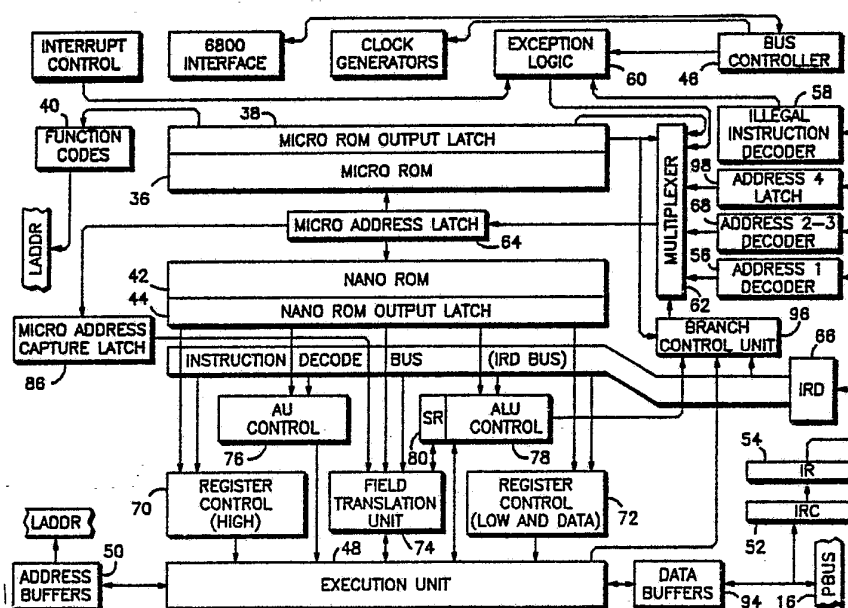 INTERRUPT
CONTROL
6800
INTERFACE
CLOCK
GENERATORS
EXCEPTION
LOGIC
60
BUS
CONTROLLER
46
58
ILLEGAL
INSTRUCTION
DECODER
40
FUNCTION
CODES
38
MICRO ROM OUTPUT LATCH
MICRO ROM
36
MULTIPLEXER
98
ADDRESS 4
LATCH
68
ADDRESS 2-3
DECODER
56
ADDRESS 1
DECODER
62
LADDR
MICRO ADDRESS LATCH
64
42
NANO ROM
44
NANO ROM OUTPUT LATCH
MICRO ADDRESS
CAPTURE LATCH
86
BRANCH
CONTROL UNIT
96
66
IRD
INSTRUCTION DECODE BUS (IRD BUS)
AU
CONTROL
76
SR
ALU
CONTROL
80
78
54
IR
IRC
52
70
REGISTER
CONTROL
(HIGH)
FIELD
TRANSLATION
UNIT
74
REGISTER
CONTROL
(LOW AND DATA)
72
LADDR
50
ADDRESS
BUFFERS
48
EXECUTION UNIT
DATA
BUFFERS
94
16
PBUS